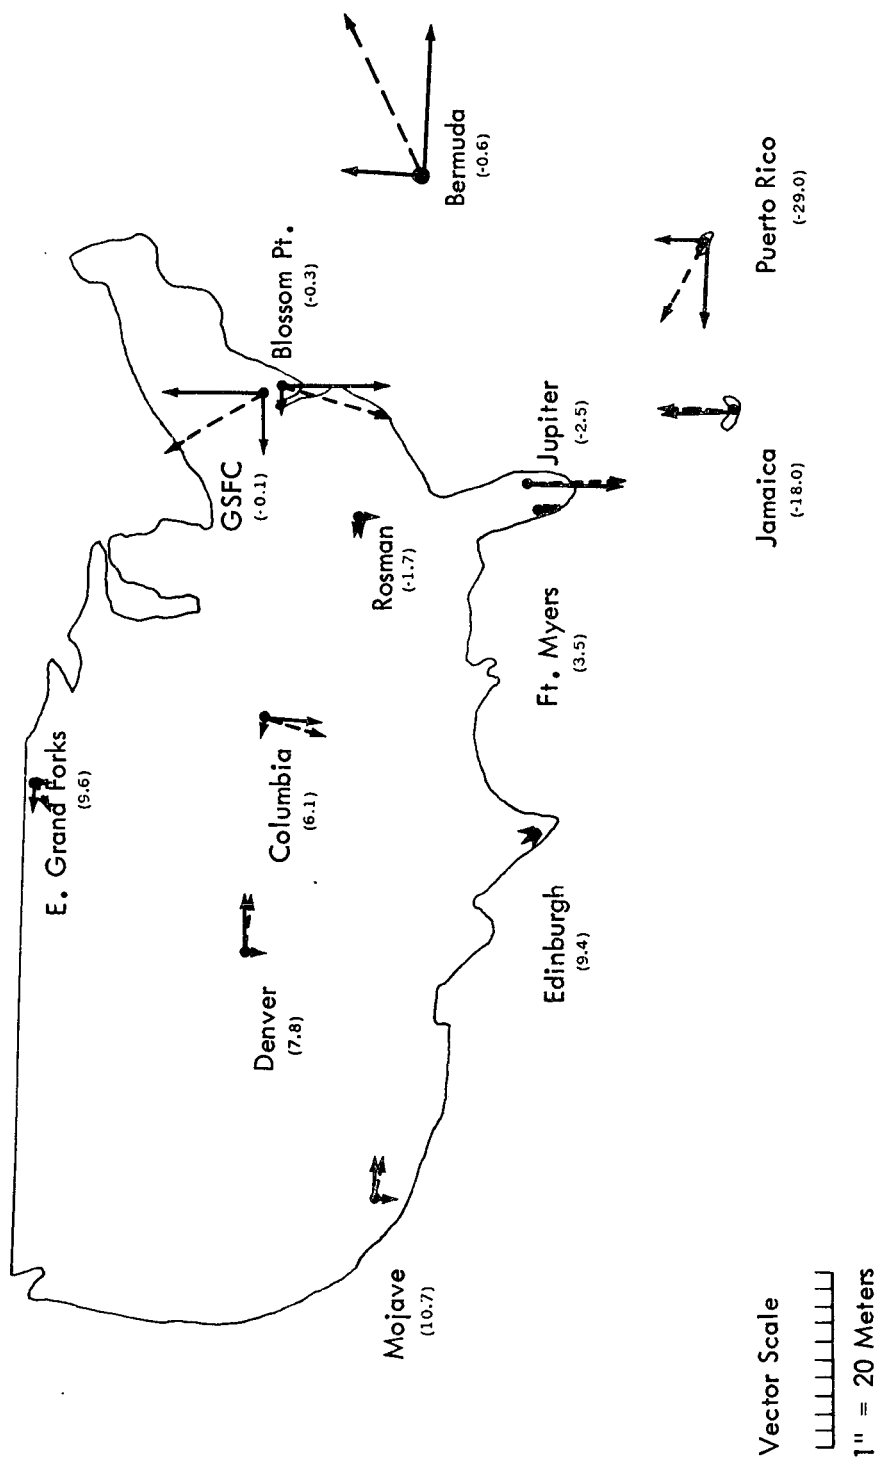 E. Grand Forks
(9.6)
GSFC
(-0.1)
Blossom Pt.
(-0.3)
Bermuda
(-0.6)
Denver
(7.8)
Columbia
(6.1)
Rosman
(-1.7)
Mojave
(10.7)
Edinburgh
(9.4)
Ft. Myers
(3.5)
Jupiter
(-2.5)
Jamaica
(-18.0)
Puerto Rico
(-29.0)
Vector Scale
1" = 20 Meters